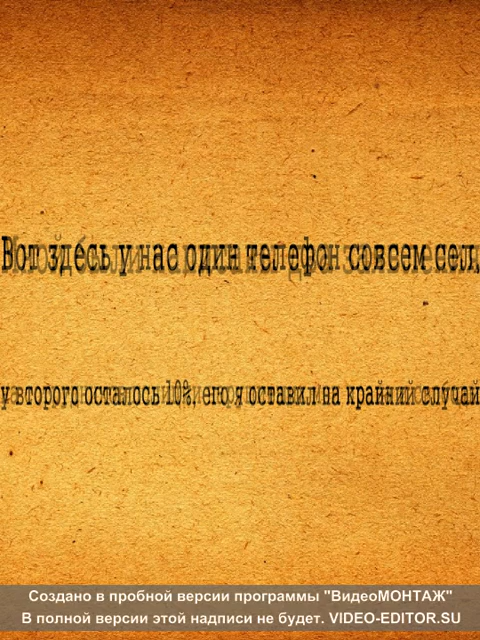 Вот здесь у нас один телефон совсем сел,
у второго осталось 10%, его я оставил на крайний случай
Создано в пробной версии программы "ВидеоМОНТАЖ"
В полной версии этой надписи не будет. VIDEO-EDITOR.SU